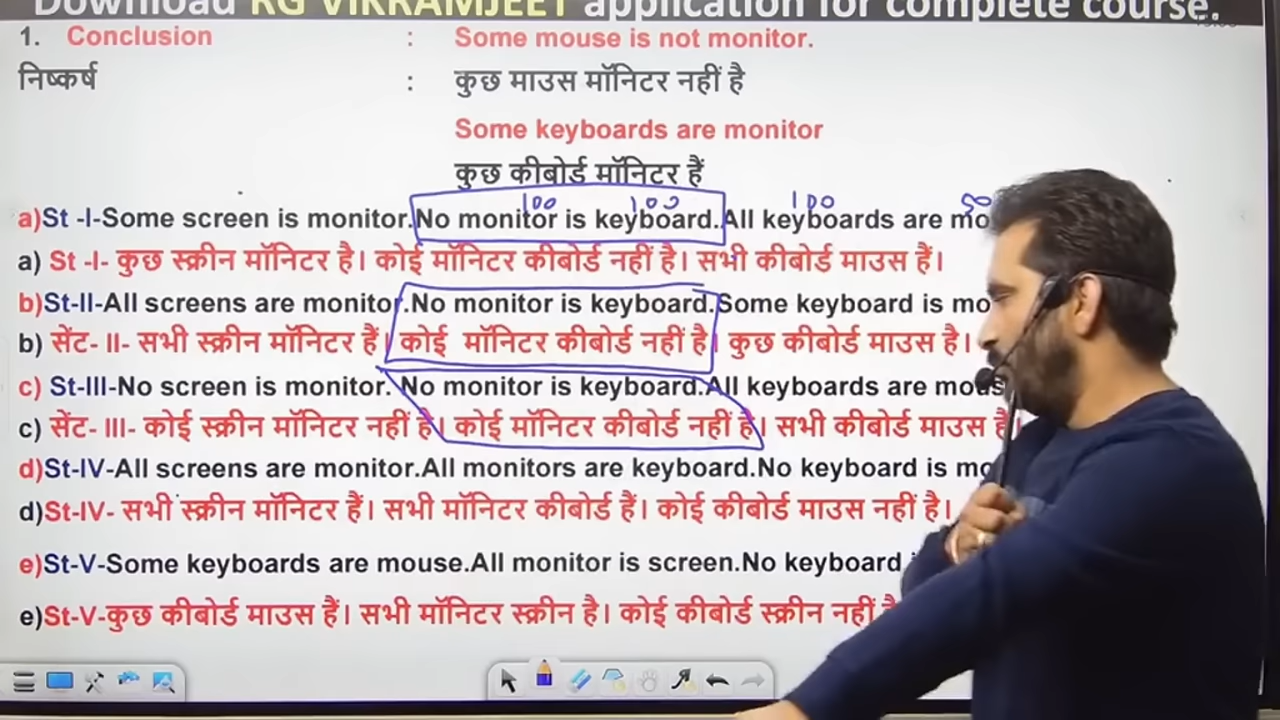 Download RG VIKRAMJEET application for complete course.
1. Conclusion : Some mouse is not monitor.
निष्कर्ष : कुछ माउस मॉनिटर नहीं है
Some keyboards are monitor
कुछ कीबोर्ड मॉनिटर हैं
100 100 100
a)St -I-Some screen is monitor.No monitor is keyboard.All keyboards are mo
a) St -I- कुछ स्क्रीन मॉनिटर है। कोई मॉनिटर कीबोर्ड नहीं है। सभी कीबोर्ड माउस हैं।
b)St-II-All screens are monitor.No monitor is keyboard.Some keyboard is mo
b) सेंट- II- सभी स्क्रीन मॉनिटर हैं। कोई मॉनिटर कीबोर्ड नहीं है। कुछ कीबोर्ड माउस है।
c) St-III-No screen is monitor. No monitor is keyboard.All keyboards are mous
c) सेंट- III- कोई स्क्रीन मॉनिटर नहीं है। कोई मॉनिटर कीबोर्ड नहीं है। सभी कीबोर्ड माउस हैं।
d)St-IV-All screens are monitor.All monitors are keyboard.No keyboard is mo
d)St-IV- सभी स्क्रीन मॉनिटर हैं। सभी मॉनिटर कीबोर्ड हैं। कोई कीबोर्ड माउस नहीं है।
e)St-V-Some keyboards are mouse.All monitor is screen.No keyboard
e)St-V-कुछ कीबोर्ड माउस हैं। सभी मॉनिटर स्क्रीन है। कोई कीबोर्ड स्क्रीन नहीं है